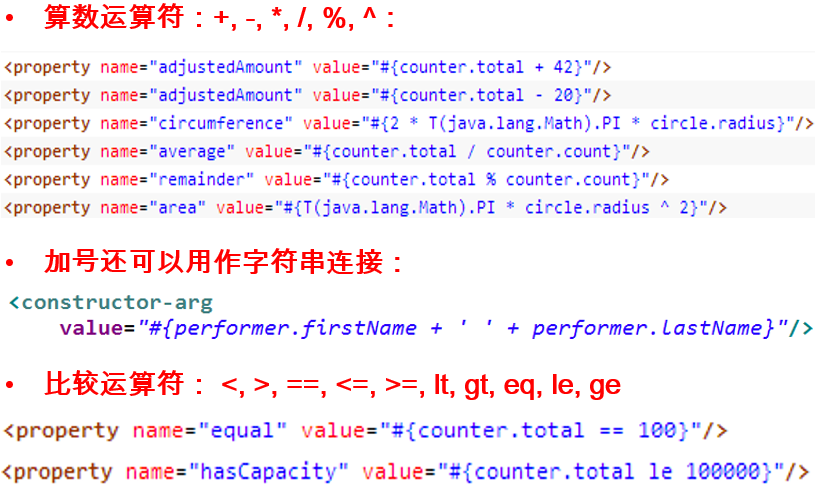 • 算数运算符：+, -, *, /, %, ^：
<property name="adjustedAmount" value="#{counter.total + 42}"/>
<property name="adjustedAmount" value="#{counter.total - 20}"/>
<property name="circumference" value="#{2 * T(java.lang.Math).PI * circle.radius}"/>
<property name="average" value="#{counter.total / counter.count}"/>
<property name="remainder" value="#{counter.total % counter.count}"/>
<property name="area" value="#{T(java.lang.Math).PI * circle.radius ^ 2}"/>
• 加号还可以用作字符串连接：
<constructor-arg
value="#{performer.firstName + ' ' + performer.lastName}"/>
• 比较运算符： <, >, ==, <=, >=, lt, gt, eq, le, ge
<property name="equal" value="#{counter.total == 100}"/>
<property name="hasCapacity" value="#{counter.total le 100000}"/>